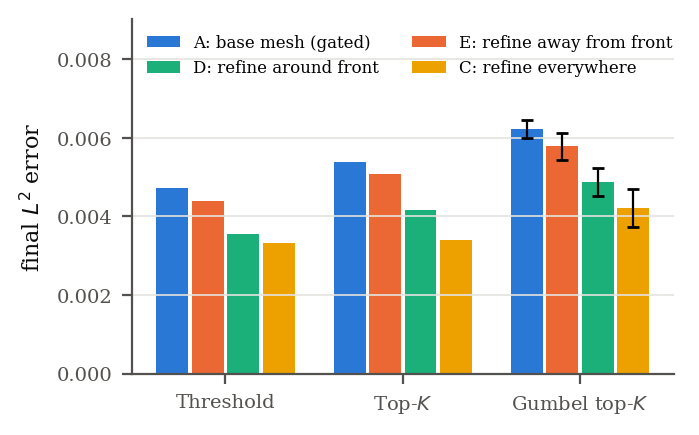 A: base mesh (gated)
D: refine around front
E: refine away from front
C: refine everywhere
final L² error
0.008
0.006
0.004
0.002
0.000
Threshold
Top-K
Gumbel top-K